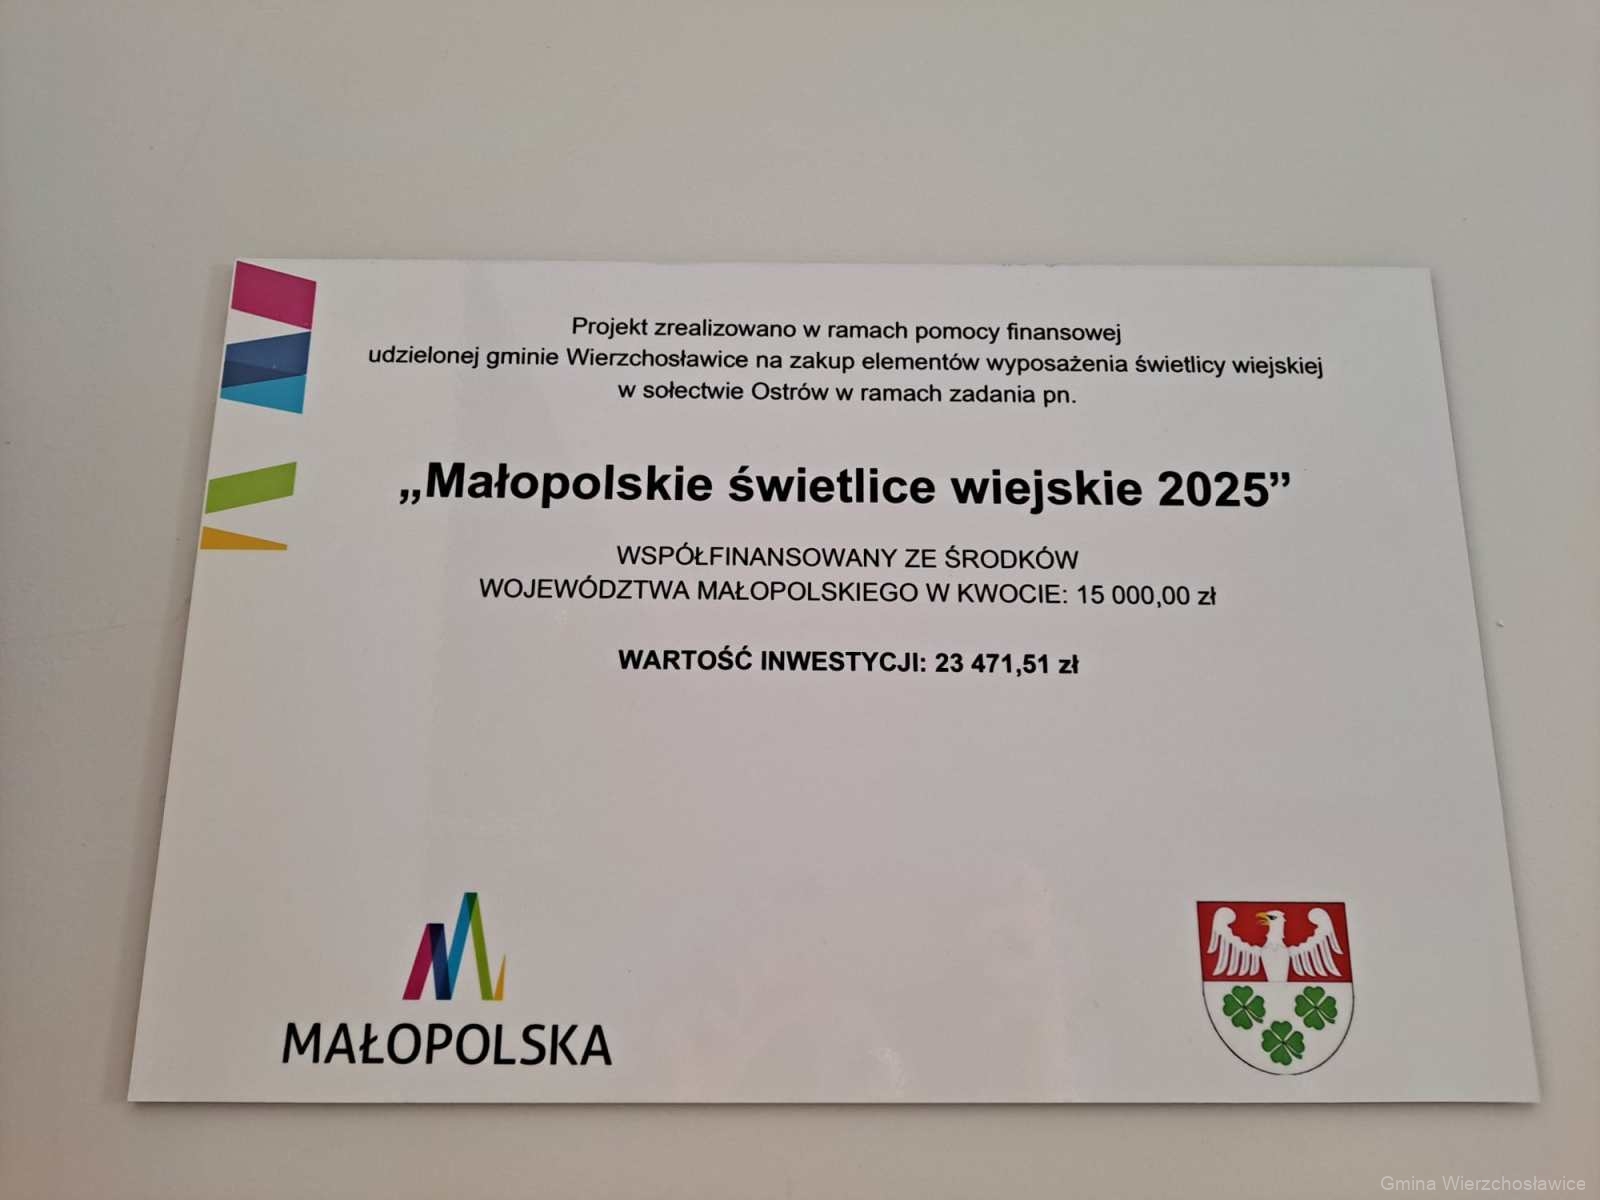 Projekt zrealizowano w ramach pomocy finansowej
udzielonej gminie Wierzchosławice na zakup elementów wyposażenia świetlicy wiejskiej
w sołectwie Ostrów w ramach zadania pn.
„Małopolskie świetlice wiejskie 2025”
WSPÓŁFINANSOWANY ZE ŚRODKÓW
WOJEWÓDZTWA MAŁOPOLSKIEGO W KWOCIE: 15 000,00 zł
WARTOŚĆ INWESTYCJI: 23 471,51 zł
MAŁOPOLSKA
Gmina Wierzchosławice